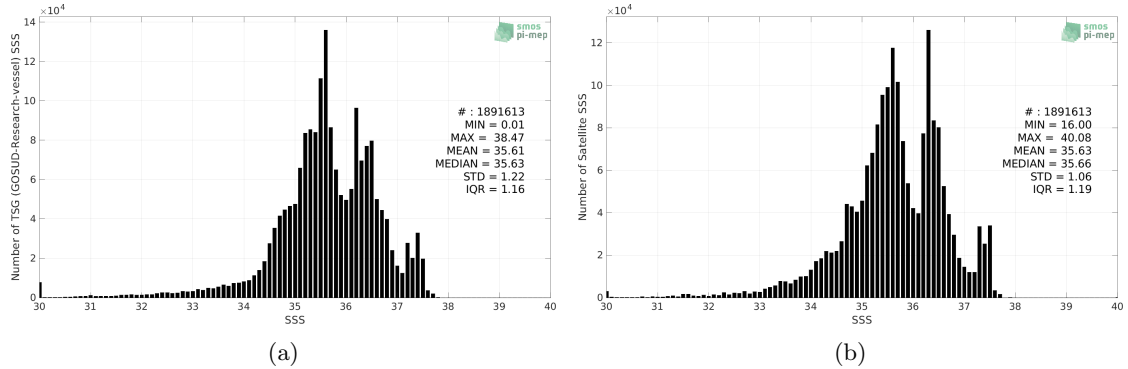 ×10⁴
14
12
10
8
6
4
2
0
Number of TSG (GOSUD-Research-vessel) SSS
smos
pi-mep
# : 1891613
MIN = 0.01
MAX = 38.47
MEAN = 35.61
MEDIAN = 35.63
STD = 1.22
IQR = 1.16
30 31 32 33 34 35 36 37 38 39 40
SSS
(a)
×10⁴
12
10
8
6
4
2
0
Number of Satellite SSS
smos
pi-mep
# : 1891613
MIN = 16.00
MAX = 40.08
MEAN = 35.63
MEDIAN = 35.66
STD = 1.06
IQR = 1.19
30 31 32 33 34 35 36 37 38 39 40
SSS
(b)